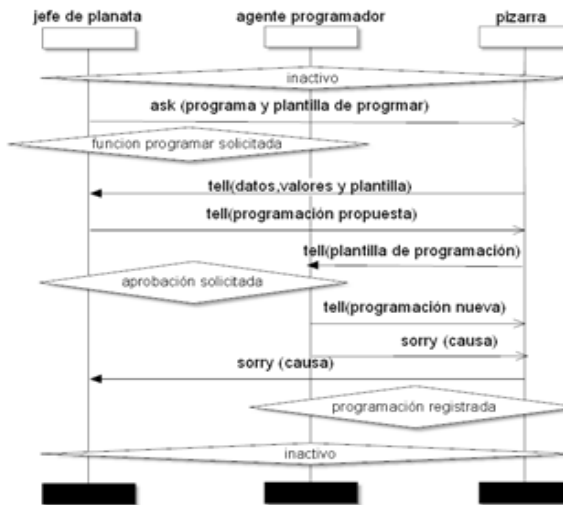 jefe de planata agente programador pizarra
inactivo
ask (programa y plantilla de progrmar)
funcion programar solicitada
tell(datos,valores y plantilla)
tell(programación propuesta)
tell(plantilla de programación)
aprobación solicitada
tell(programación nueva)
sorry (causa)
sorry (causa)
programación registrada
inactivo